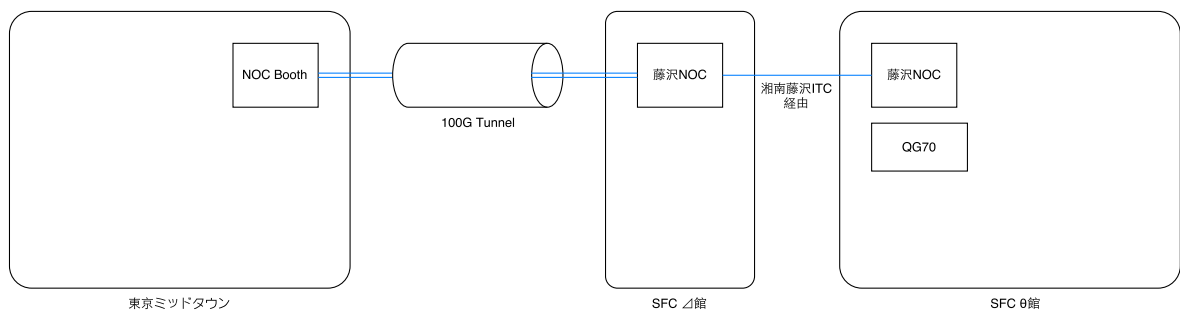 NOC Booth
100G Tunnel
藤沢NOC
湘南藤沢ITC
経由
藤沢NOC
QG70
東京ミッドタウン
SFC ⊿館
SFC θ館